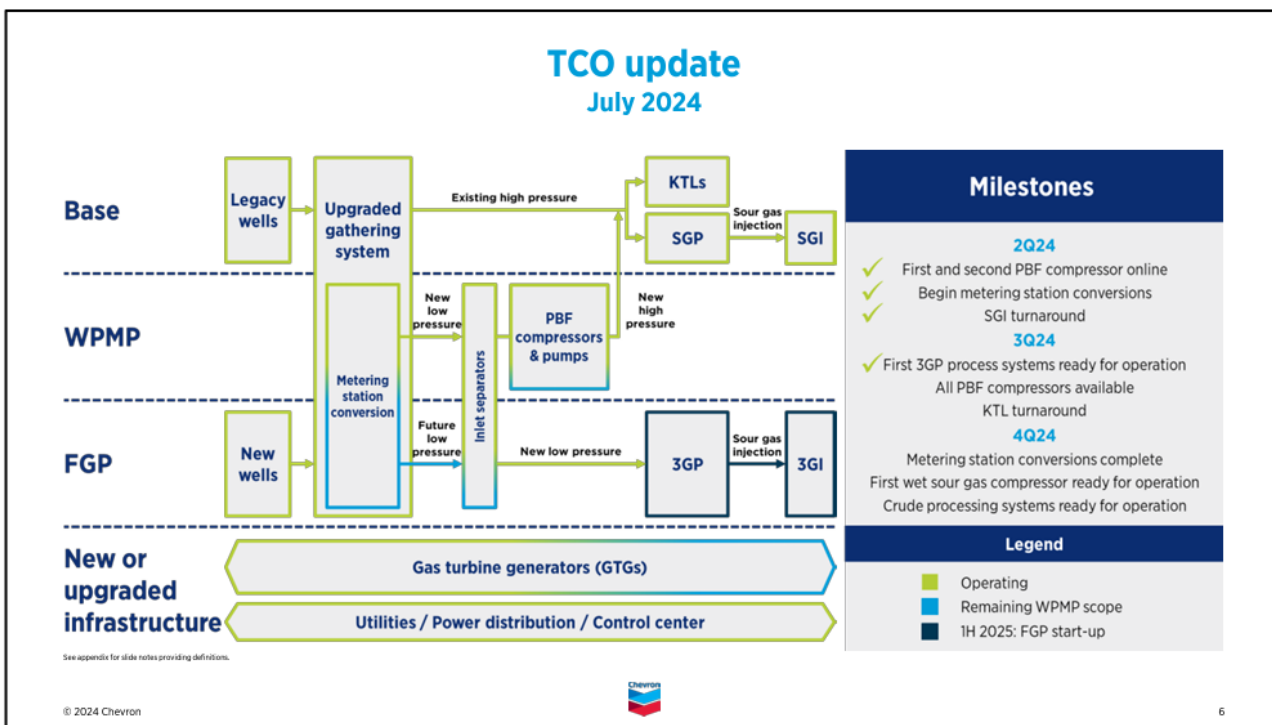 TCO update
July 2024
Base
Legacy
wells
Upgraded
gathering
system
Existing high pressure
KTLs
SGP
Sour gas
injection
SGI
WPMP
Metering
station
conversion
New
low
pressure
Inlet separators
PBF
compressors
& pumps
New
high
pressure
FGP
New
wells
Future
low
pressure
New low pressure
3GP
Sour gas
injection
3GI
New or
upgraded
infrastructure
Gas turbine generators (GTGs)
Utilities / Power distribution / Control center
Milestones
2Q24
First and second PBF compressor online
Begin metering station conversions
SGI turnaround
3Q24
First 3GP process systems ready for operation
All PBF compressors available
KTL turnaround
4Q24
Metering station conversions complete
First wet sour gas compressor ready for operation
Crude processing systems ready for operation
Legend
Operating
Remaining WPMP scope
1H 2025: FGP start-up
See appendix for slide notes providing definitions.
© 2024 Chevron
Chevron
6